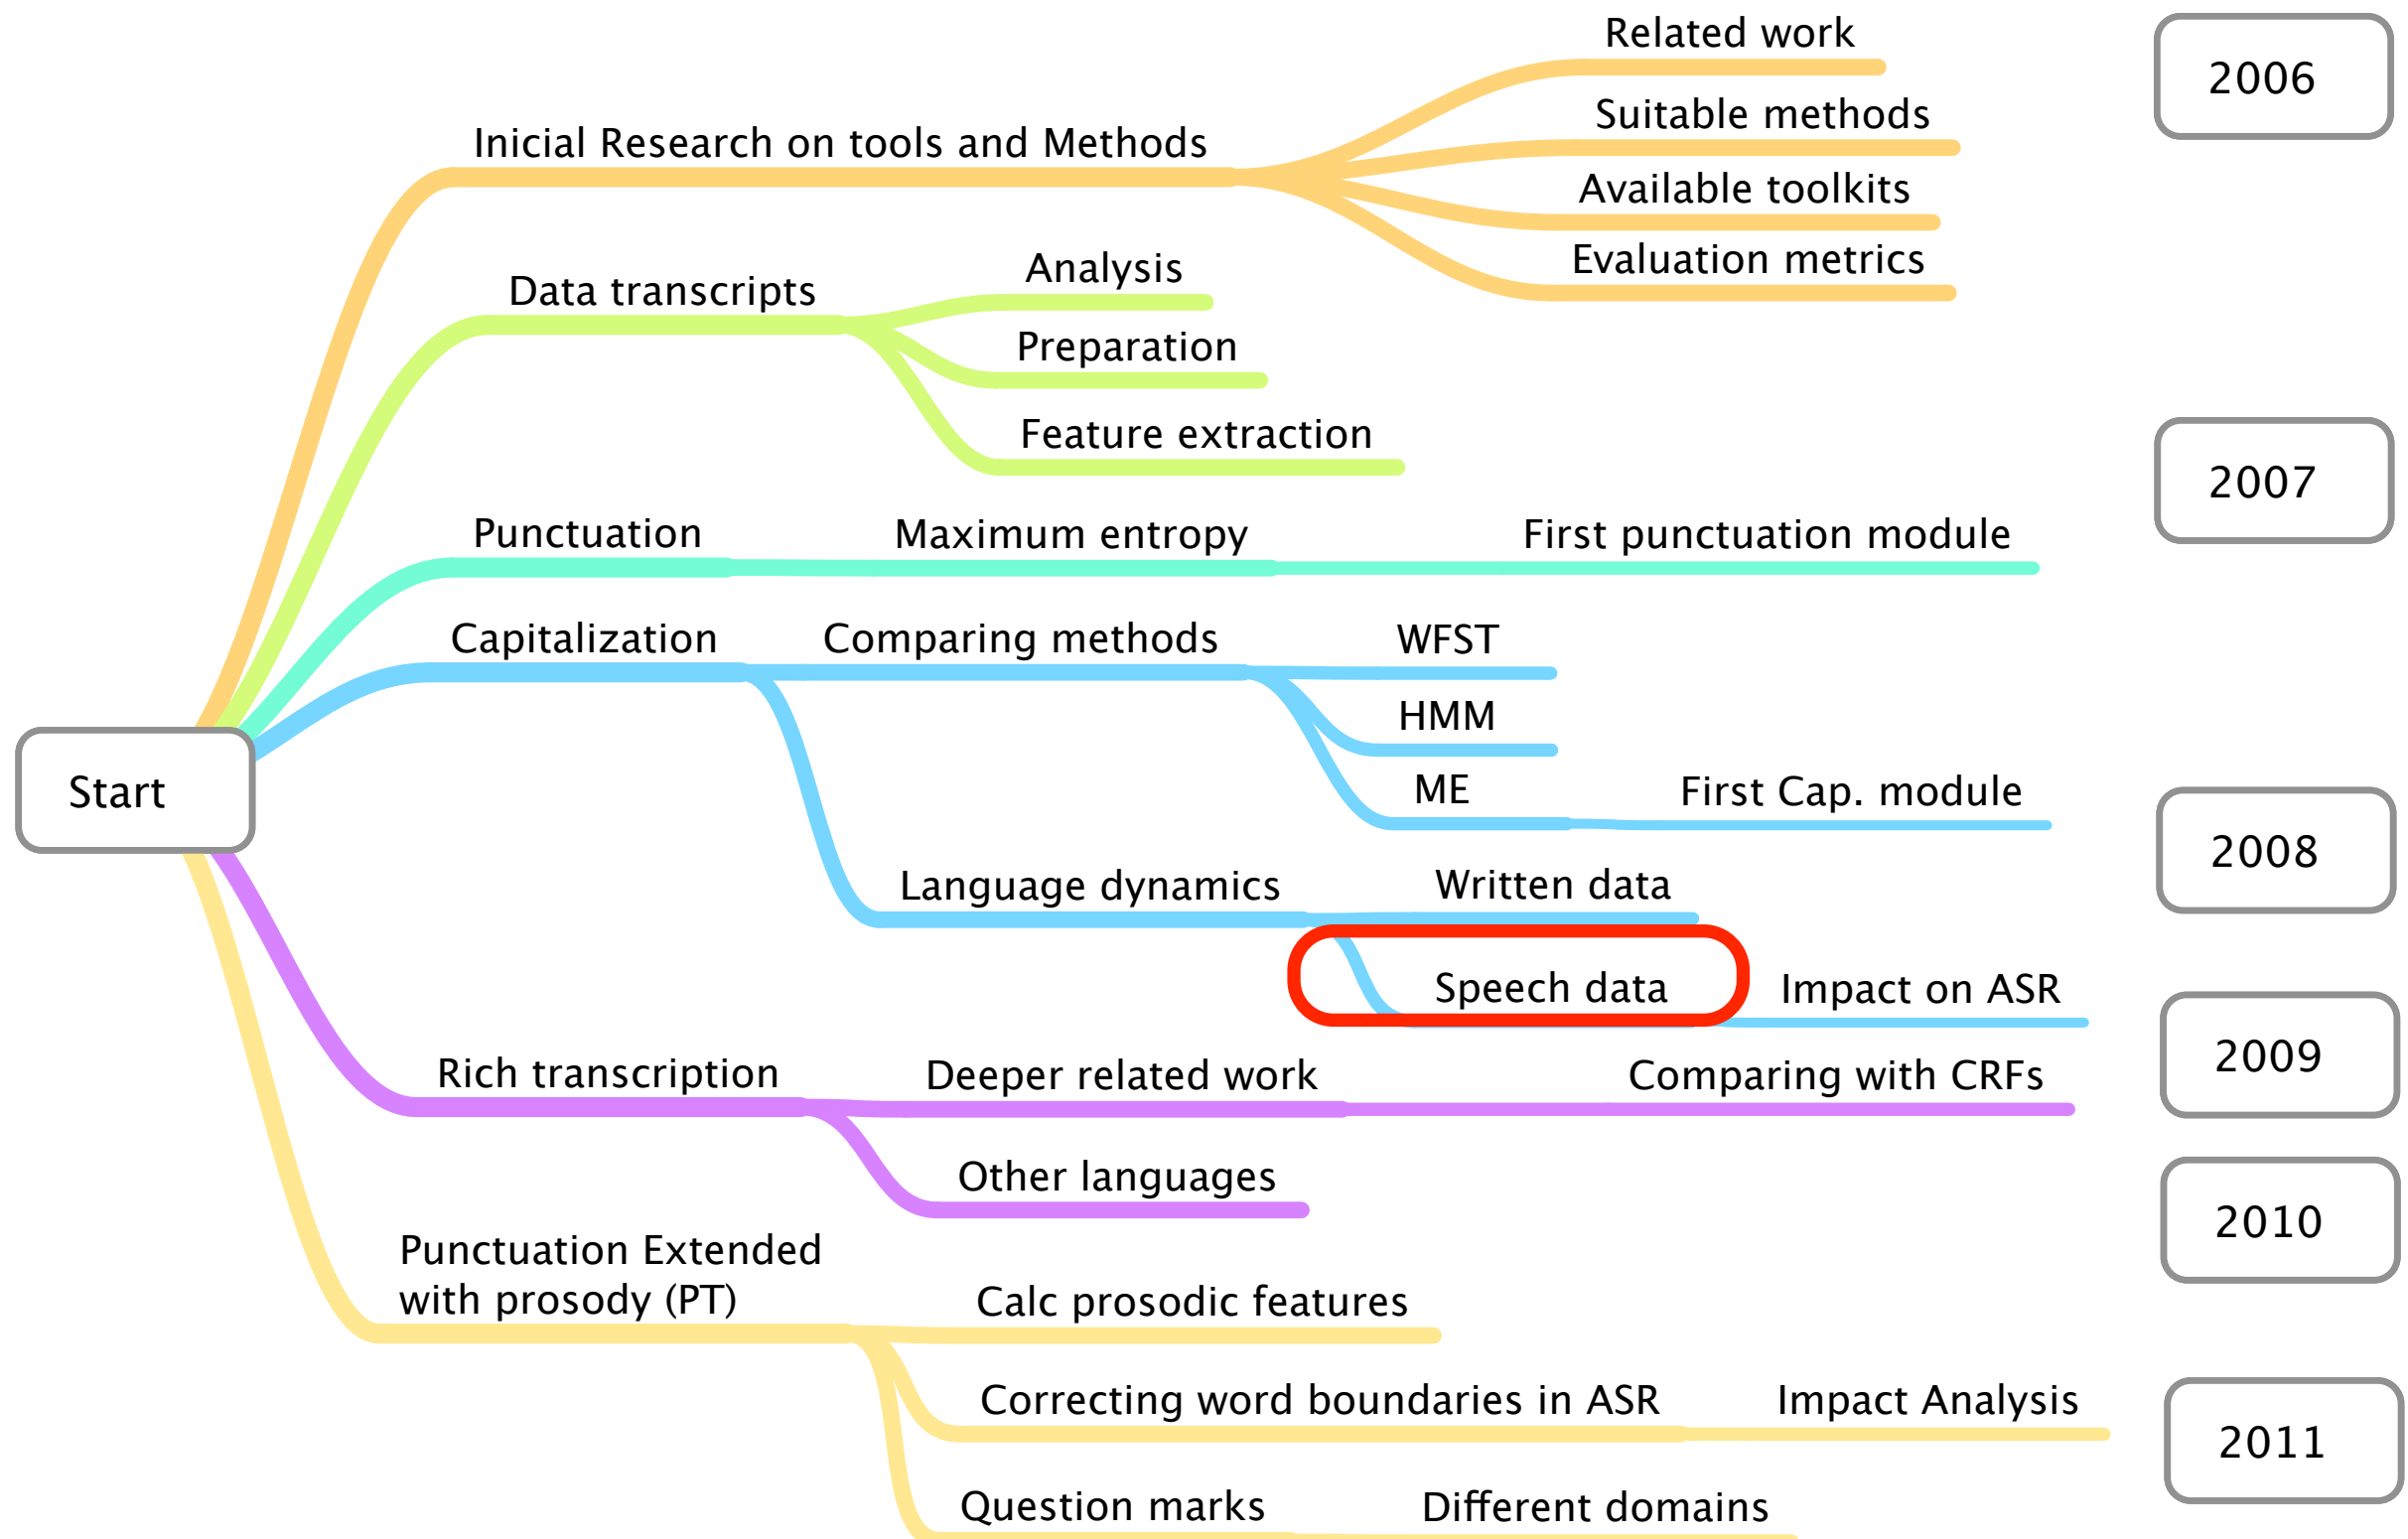 Related work
2006
Suitable methods
Inicial Research on tools and Methods
Available toolkits
Evaluation metrics
Data transcripts
Analysis
Preparation
Feature extraction
2007
Punctuation
Maximum entropy
First punctuation module
Capitalization
Comparing methods
WFST
HMM
ME
First Cap. module
Start
2008
Language dynamics
Written data
Speech data
Impact on ASR
2009
Rich transcription
Deeper related work
Comparing with CRFs
Other languages
2010
Punctuation Extended
with prosody (PT)
Calc prosodic features
Correcting word boundaries in ASR
Impact Analysis
2011
Question marks
Different domains